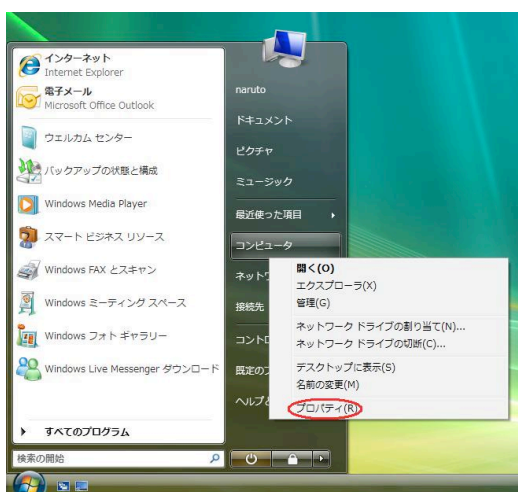 インターネット
Internet Explorer
電子メール
Microsoft Office Outlook
ウェルカム センター
バックアップの状態と構成
Windows Media Player
スマート ビジネス リソース
Windows FAX とスキャン
Windows ミーティング スペース
Windows フォト ギャラリー
Windows Live Messenger ダウンロード
すべてのプログラム
検索の開始
naruto
ドキュメント
ピクチャ
ミュージック
最近使った項目
コンピュータ
ネットワ
接続先
コントロ
既定のプ
ヘルプと
開く(O)
エクスプローラ(X)
管理(G)
ネットワーク ドライブの割り当て(N)...
ネットワーク ドライブの切断(C)...
デスクトップに表示(S)
名前の変更(M)
プロパティ(R)